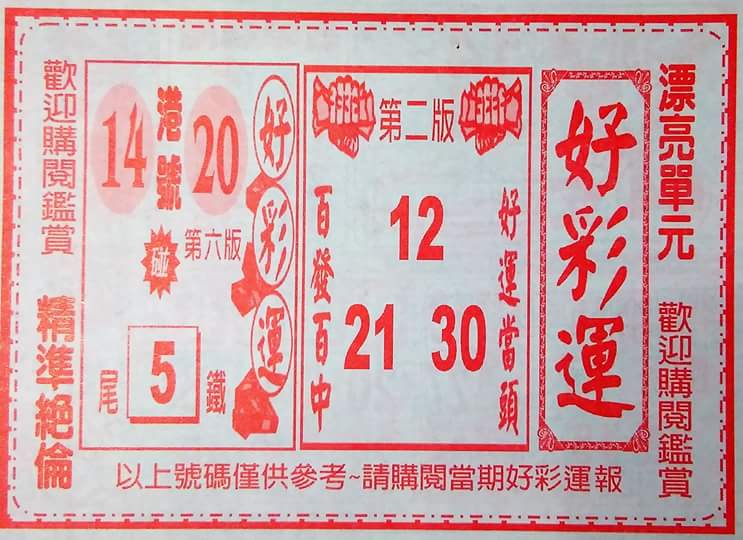 漂亮單元
歡迎購閱鑑賞
好彩運
第二版
好運當頭
12
21 30
百發百中
好彩運
港號
14 20
第六版
碰
鐵 5 尾
歡迎購閱鑑賞
精準絕倫
以上號碼僅供參考~請購閱當期好彩運報